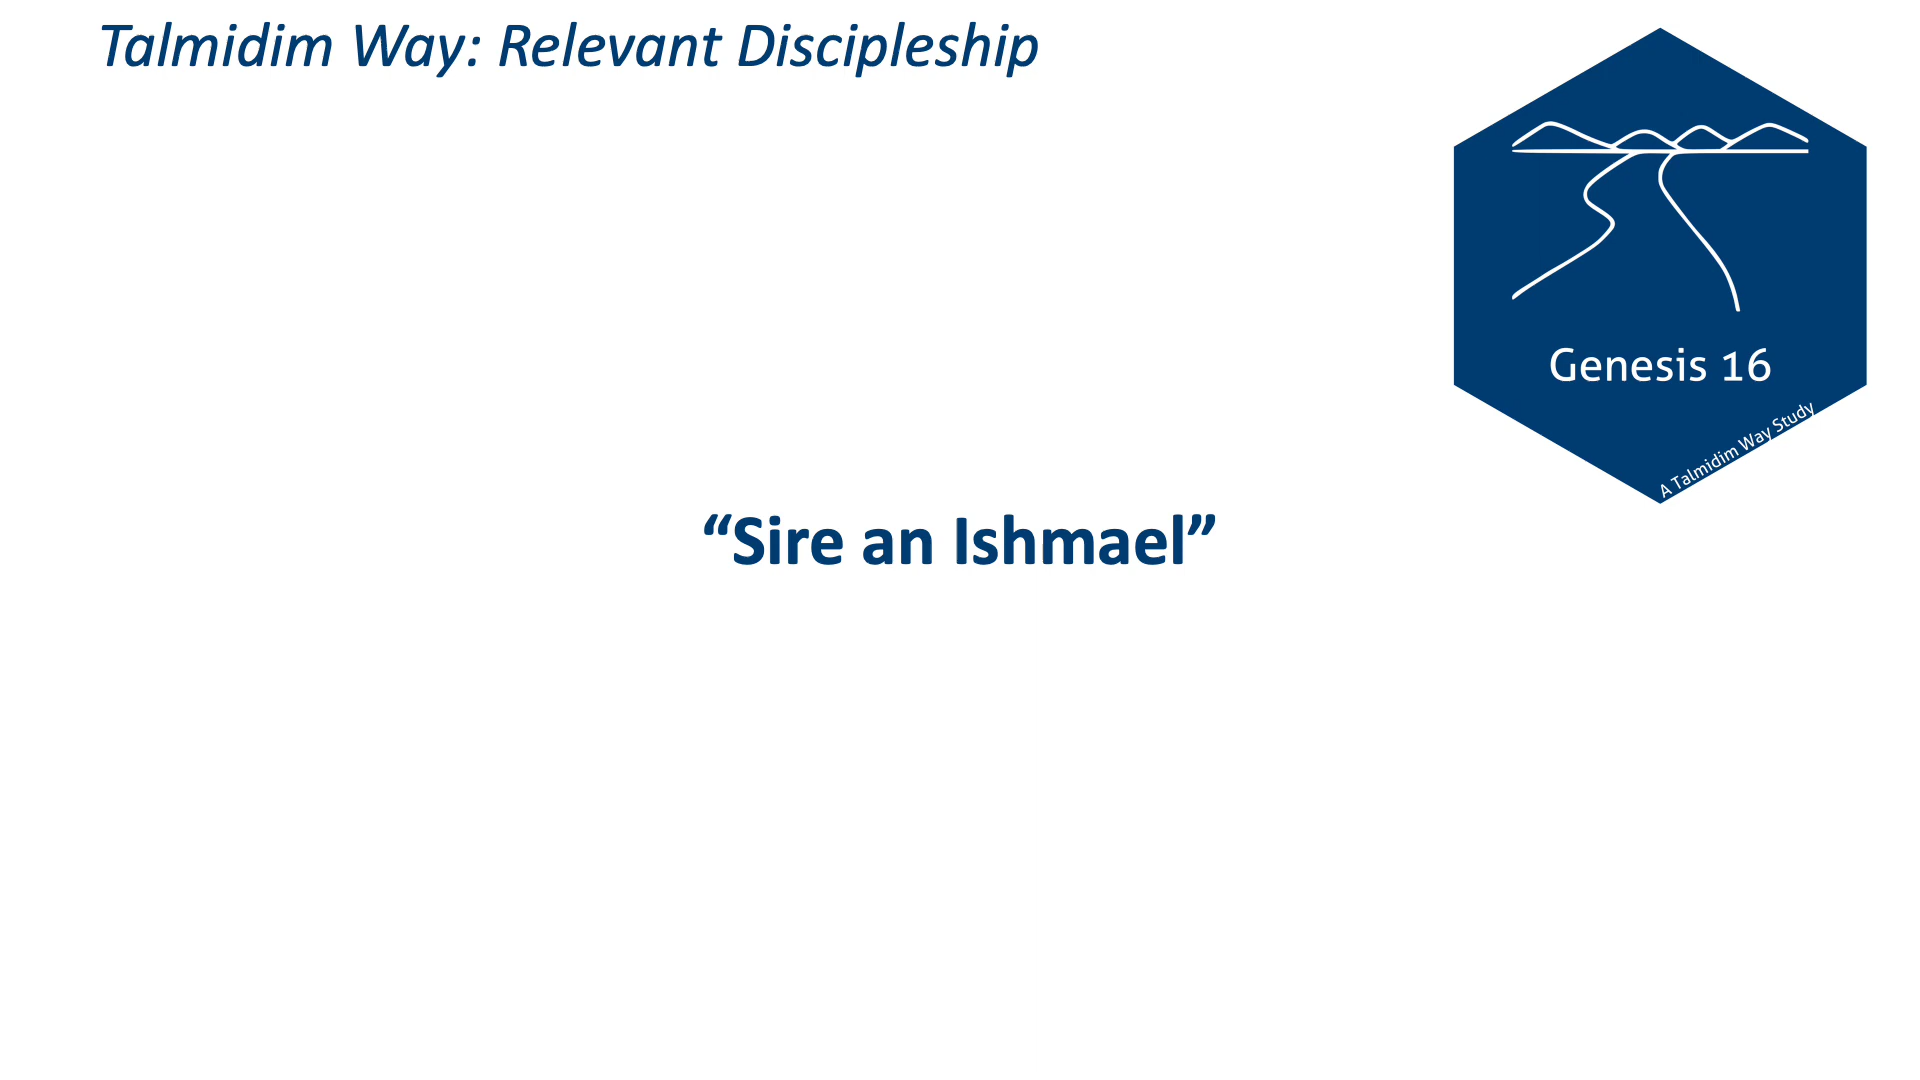 Talmidim Way: Relevant Discipleship
Genesis 16
A Talmidim Way Study
“Sire an Ishmael”